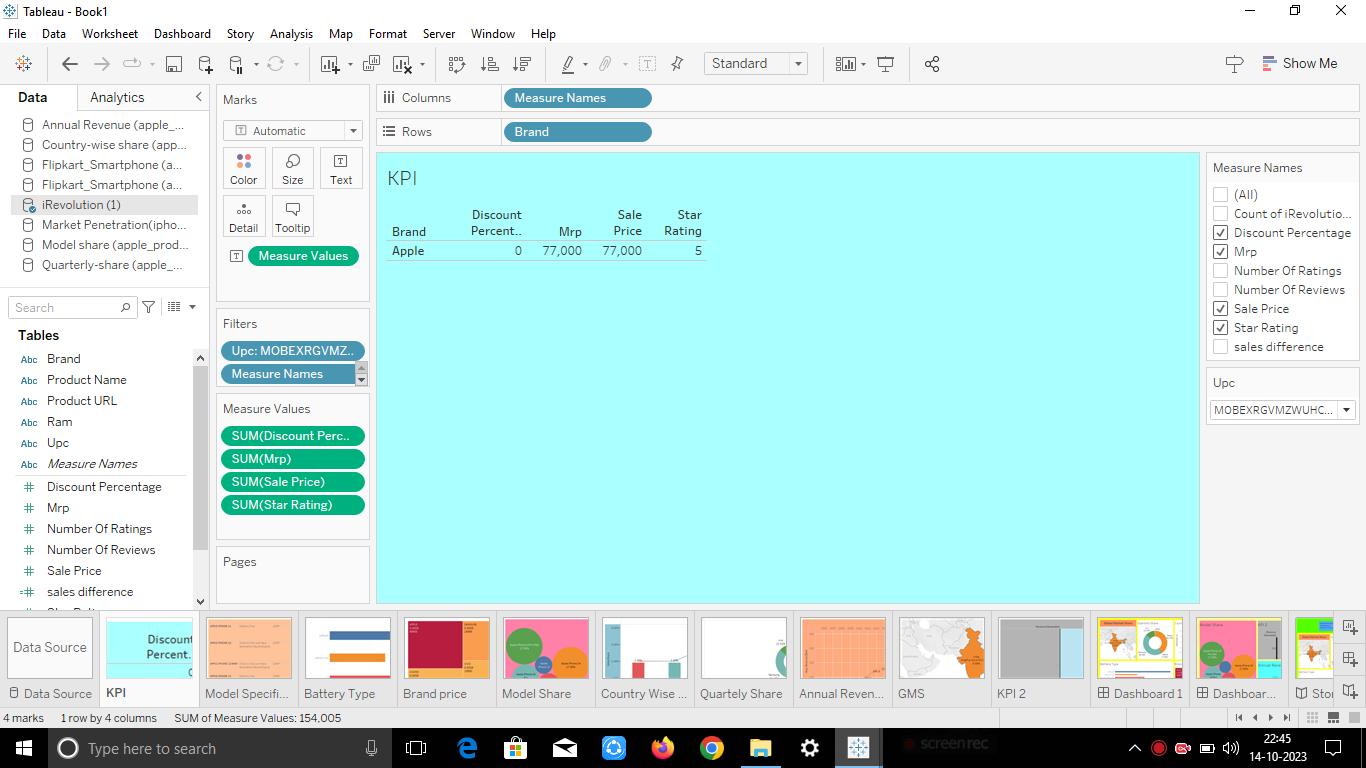 Tableau - Book1
File Data Worksheet Dashboard Story Analysis Map Format Server Window Help
Standard
Show Me
Data Analytics
Annual Revenue (apple_...
Country-wise share (app...
Flipkart_Smartphone (a...
Flipkart_Smartphone (a...
iRevolution (1)
Market Penetration(ipho...
Model share (apple_prod...
Quarterly-share (apple_...
Search
Tables
Abc Brand
Abc Product Name
Abc Product URL
Abc Ram
Abc Upc
Abc Measure Names
# Discount Percentage
# Mrp
# Number Of Ratings
# Number Of Reviews
# Sale Price
=# sales difference
Marks
T Automatic
Color Size Text
Detail Tooltip
T Measure Values
Filters
Upc: MOBEXRGVMZ..
Measure Names
Measure Values
SUM(Discount Perc..
SUM(Mrp)
SUM(Sale Price)
SUM(Star Rating)
Pages
Columns Measure Names
Rows Brand
KPI
Brand Discount Percent.. Mrp Sale Price Star Rating
Apple 0 77,000 77,000 5
Measure Names
(All)
Count of iRevolutio...
Discount Percentage
Mrp
Number Of Ratings
Number Of Reviews
Sale Price
Star Rating
sales difference
Upc
MOBEXRGVMZWUHC...
Data Source
Discount
Percent..
Data Source KPI Model Specifi... Battery Type Brand price Model Share Country Wise ... Quartely Share Annual Reven... GMS KPI 2 Dashboard 1 Dashboar... Stor
4 marks 1 row by 4 columns SUM of Measure Values: 154,005
Type here to search
screenrec
22:45
14-10-2023